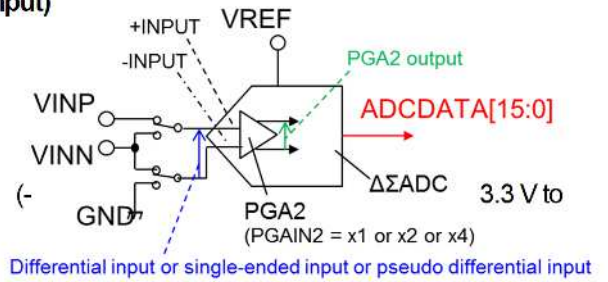 put)
VREF
+INPUT
-INPUT
PGA2 output
VINP
ADCDATA[15:0]
VINN
ΔΣADC
(-
3.3 V to
GND
PGA2
(PGAIN2 = x1 or x2 or x4)
Differential input or single-ended input or pseudo differential input